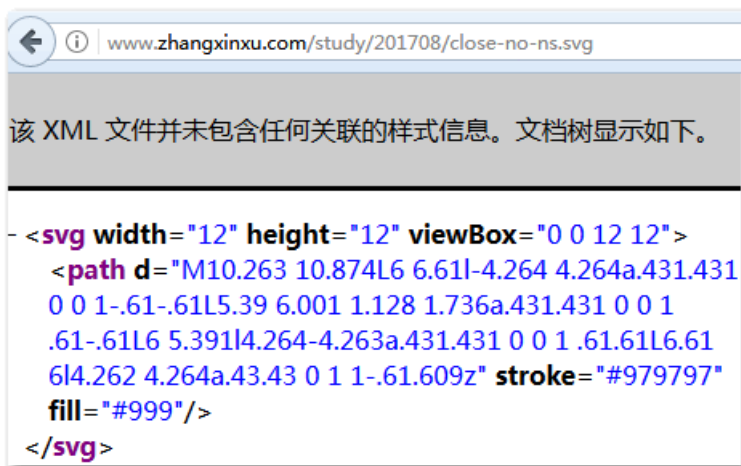 www.zhangxinxu.com/study/201708/close-no-ns.svg
该 XML 文件并未包含任何关联的样式信息。文档树显示如下。
- <svg width="12" height="12" viewBox="0 0 12 12">
<path d="M10.263 10.874L6 6.61l-4.264 4.264a.431.431
0 0 1-.61-.61L5.39 6.001 1.128 1.736a.431.431 0 0 1
.61-.61L6 5.391l4.264-4.263a.431.431 0 0 1 .61.61L6.61
6l4.262 4.264a.43.43 0 1 1-.61.609z" stroke="#979797"
fill="#999"/>
</svg>